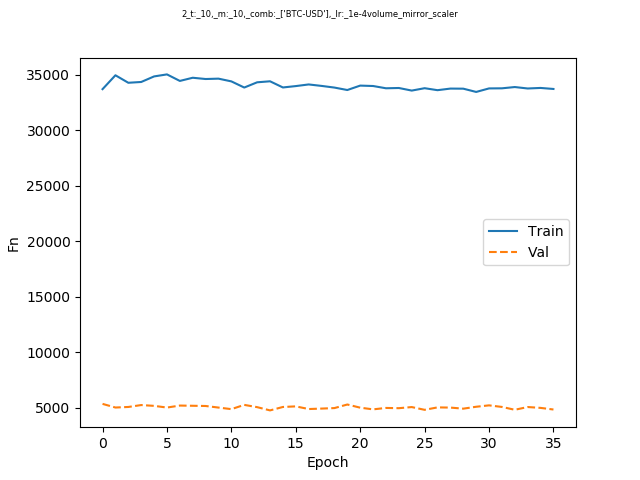 2_t:_10,_m:_10,_comb:_['BTC-USD'],_lr:_1e-4volume_mirror_scaler
35000
30000
25000
20000
15000
10000
5000
Fn
Train
Val
0 5 10 15 20 25 30 35
Epoch